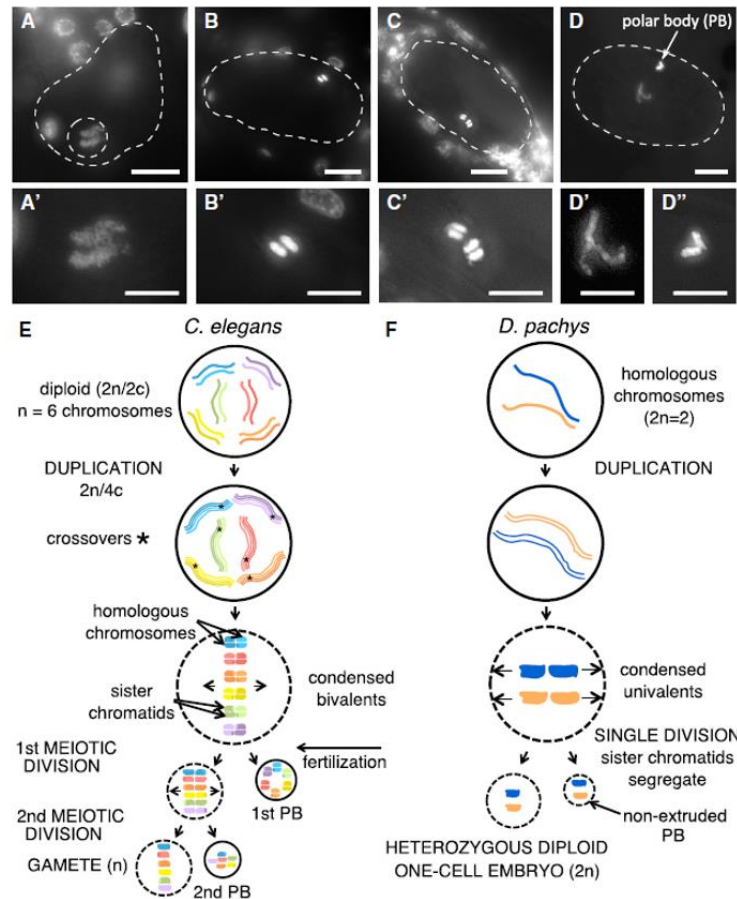 A
B
C
D
polar body (PB)
A'
B'
C'
D'
D"
E
C. elegans
diploid (2n/2c)
n = 6 chromosomes
DUPLICATION
2n/4c
crossovers *
homologous
chromosomes
sister
chromatids
condensed
bivalents
1st MEIOTIC
DIVISION
fertilization
1st PB
2nd MEIOTIC
DIVISION
GAMETE (n)
2nd PB
F
D. pachys
homologous
chromosomes
(2n=2)
DUPLICATION
condensed
univalents
SINGLE DIVISION
sister chromatids
segregate
non-extruded
PB
HETEROZYGOUS DIPLOID
ONE-CELL EMBRYO (2n)